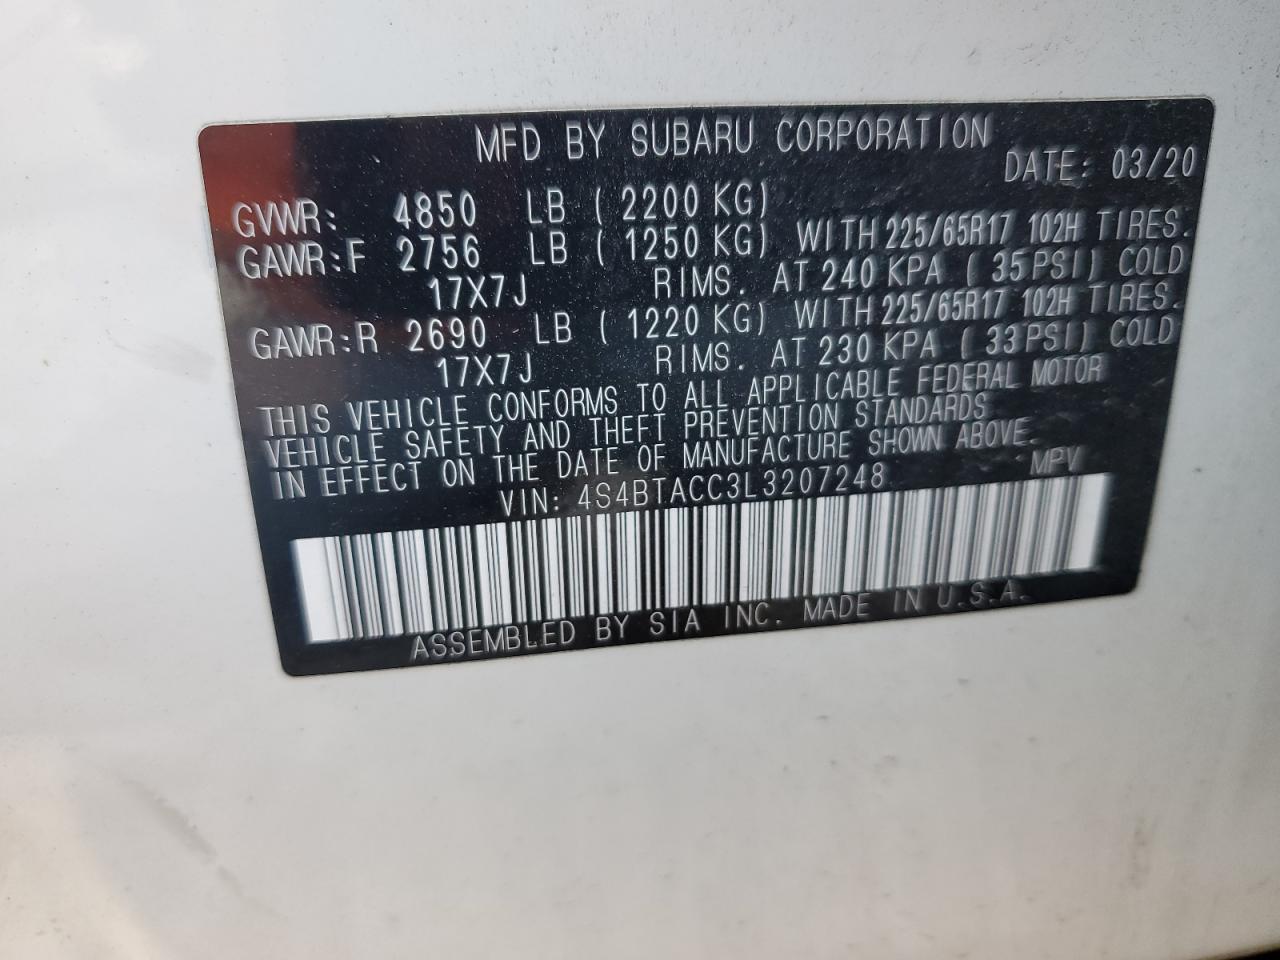 MFD BY SUBARU CORPORATION
DATE: 03/20
GVWR: 4850 LB ( 2200 KG)
GAWR:F 2756 LB ( 1250 KG) WITH 225/65R17 102H TIRES.
17X7J RIMS. AT 240 KPA ( 35 PSI) COLD
GAWR:R 2690 LB ( 1220 KG) WITH 225/65R17 102H TIRES.
17X7J RIMS. AT 230 KPA ( 33 PSI) COLD
THIS VEHICLE CONFORMS TO ALL APPLICABLE FEDERAL MOTOR
VEHICLE SAFETY AND THEFT PREVENTION STANDARDS
IN EFFECT ON THE DATE OF MANUFACTURE SHOWN ABOVE.
VIN: 4S4BTACC3L3207248 MPV
ASSEMBLED BY SIA INC. MADE IN U.S.A.